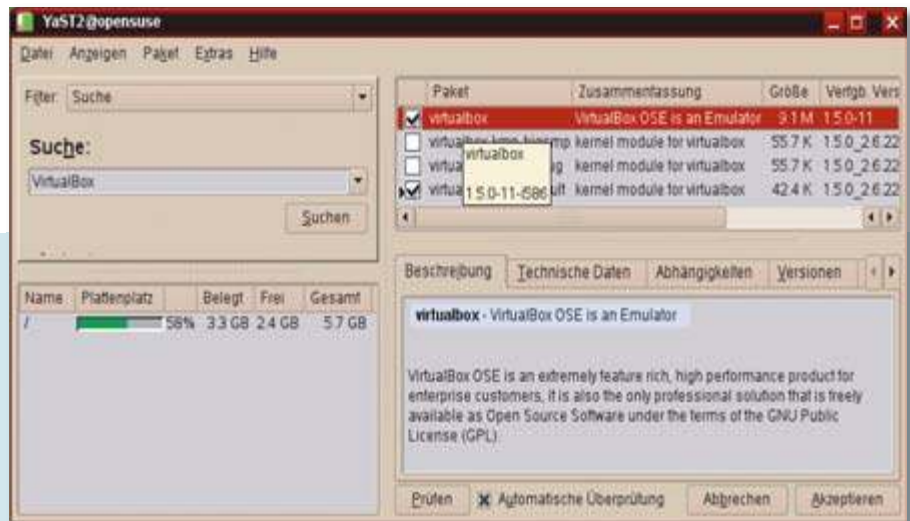 YaST2@opensuse
Datei Anzeigen Paket Extras Hilfe
Filter: Suche
Suche:
VirtualBox
Suchen
Name Plattenplatz Belegt Frei Gesamt
/ 58% 3.3 GB 2.4 GB 5.7 GB
Paket Zusammenfassung Größe Verfgb. Vers
virtualbox VirtualBox OSE is an Emulator 9.1 M 1.5.0-11
kernel module for virtualbox 55.7 K 1.5.0_2.6.22
kernel module for virtualbox 55.7 K 1.5.0_2.6.22
kernel module for virtualbox 42.4 K 1.5.0_2.6.22
virtualbox
1.5.0-11-i586
Beschreibung Technische Daten Abhängigkeiten Versionen
virtualbox - VirtualBox OSE is an Emulator
VirtualBox OSE is an extremely feature rich, high performance product for
enterprise customers, it is also the only professional solution that is freely
available as Open Source Software under the terms of the GNU Public
License (GPL).
Prüfen Automatische Überprüfung Abbrechen Akzeptieren